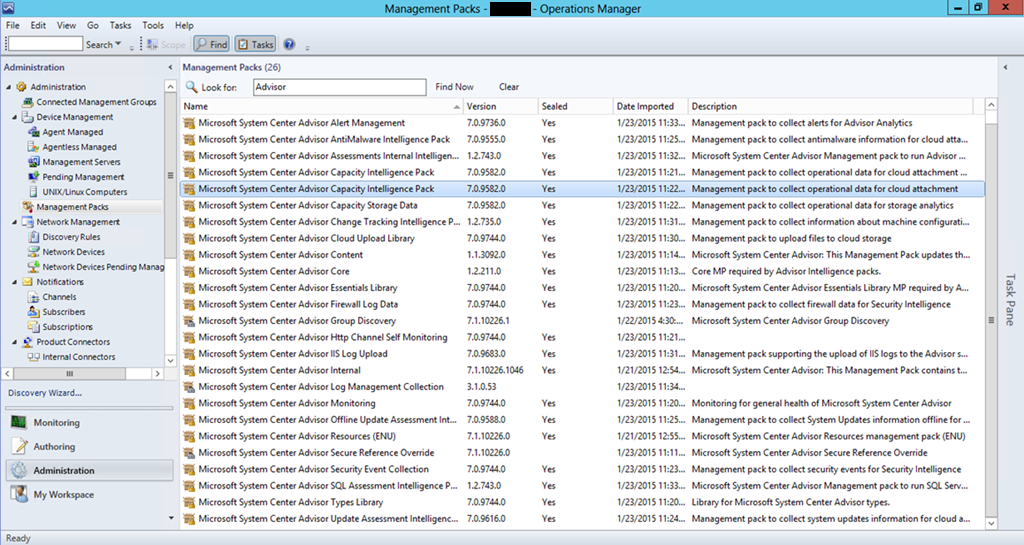 Management Packs - - Operations Manager
File Edit View Go Tasks Tools Help
Search Scope Find Tasks
Administration
Administration
Connected Management Groups
Device Management
Agent Managed
Agentless Managed
Management Servers
Pending Management
UNIX/Linux Computers
Management Packs
Network Management
Discovery Rules
Network Devices
Network Devices Pending Manag
Notifications
Channels
Subscribers
Subscriptions
Product Connectors
Internal Connectors
Discovery Wizard...
Monitoring
Authoring
Administration
My Workspace
Management Packs (26)
Look for: Advisor Find Now Clear
Name Version Sealed Date Imported Description
Microsoft System Center Advisor Alert Management 7.0.9736.0 Yes 1/23/2015 11:33... Management pack to collect alerts for Advisor Analytics
Microsoft System Center Advisor AntiMalware Intelligence Pack 7.0.9555.0 Yes 1/23/2015 11:25... Management pack to collect antimalware information for cloud atta...
Microsoft System Center Advisor Assessments Internal Intelligen... 1.2.743.0 Yes 1/23/2015 11:32... Microsoft System Center Advisor Management pack to run Advisor ...
Microsoft System Center Advisor Capacity Intelligence Pack 7.0.9582.0 Yes 1/23/2015 11:21... Management pack to collect operational data for cloud attachment ...
Microsoft System Center Advisor Capacity Intelligence Pack 7.0.9582.0 Yes 1/23/2015 11:22... Management pack to collect operational data for cloud attachment
Microsoft System Center Advisor Capacity Storage Data 7.0.9582.0 Yes 1/23/2015 11:22... Management pack to collect operational data for storage analytics
Microsoft System Center Advisor Change Tracking Intelligence P... 1.2.735.0 Yes 1/23/2015 11:31... Management pack to collect information about machine configurati...
Microsoft System Center Advisor Cloud Upload Library 7.0.9744.0 Yes 1/23/2015 11:30... Management pack to upload files to cloud storage
Microsoft System Center Advisor Content 1.1.3092.0 Yes 1/23/2015 11:14... Microsoft System Center Advisor: This Management Pack updates th...
Microsoft System Center Advisor Core 1.2.211.0 Yes 1/23/2015 11:13... Core MP required by Advisor Intelligence packs.
Microsoft System Center Advisor Essentials Library 7.0.9744.0 Yes 1/23/2015 11:20... Microsoft System Center Advisor Essentials Library MP required by A...
Microsoft System Center Advisor Firewall Log Data 7.0.9744.0 Yes 1/23/2015 11:23... Management pack to collect firewall data for Security Intelligence
Microsoft System Center Advisor Group Discovery 7.1.10226.1 1/22/2015 4:30:... Microsoft System Center Advisor Group Discovery
Microsoft System Center Advisor Http Channel Self Monitoring 7.0.9744.0 Yes 1/23/2015 11:21...
Microsoft System Center Advisor IIS Log Upload 7.0.9683.0 Yes 1/23/2015 11:31... Management pack supporting the upload of IIS logs to the Advisor s...
Microsoft System Center Advisor Internal 7.1.10226.1046 Yes 1/21/2015 12:54... Microsoft System Center Advisor: This Management Pack contains t...
Microsoft System Center Advisor Log Management Collection 3.1.0.53 1/23/2015 11:34...
Microsoft System Center Advisor Monitoring 7.0.9744.0 Yes 1/23/2015 11:20... Monitoring for general health of Microsoft System Center Advisor
Microsoft System Center Advisor Offline Update Assessment Int... 7.0.9588.0 Yes 1/23/2015 11:26... Management pack to collect System Updates information offline for ...
Microsoft System Center Advisor Resources (ENU) 7.1.10226.0 Yes 1/21/2015 12:55... Microsoft System Center Advisor Resources management pack (ENU)
Microsoft System Center Advisor Secure Reference Override 7.1.10226.0 1/23/2015 11:11... Microsoft System Center Advisor Secure Reference Override
Microsoft System Center Advisor Security Event Collection 7.0.9744.0 Yes 1/23/2015 11:23... Management pack to collect security events for Security Intelligence
Microsoft System Center Advisor SQL Assessment Intelligence P... 1.2.743.0 Yes 1/23/2015 11:33... Microsoft System Center Advisor Management pack to run SQL Serv...
Microsoft System Center Advisor Types Library 7.0.9744.0 Yes 1/23/2015 11:14... Library for Microsoft System Center Advisor types.
Microsoft System Center Advisor Update Assessment Intelligenc... 7.0.9616.0 Yes 1/23/2015 11:24... Management pack to collect system updates information for cloud a...
Task Pane
Ready